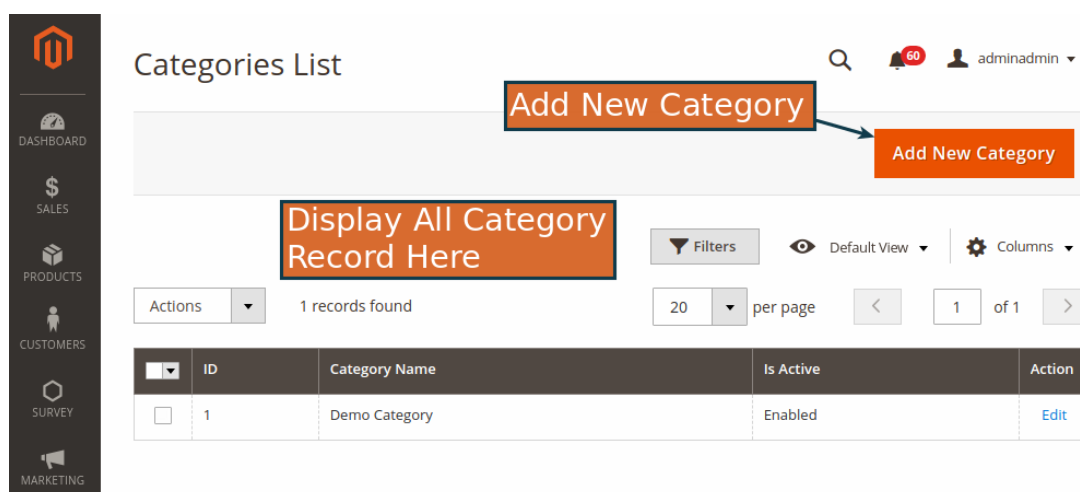 Categories List
60
adminadmin
Add New Category
Add New Category
DASHBOARD
$
SALES
PRODUCTS
CUSTOMERS
SURVEY
MARKETING
Display All Category
Record Here
Filters
Default View
Columns
Actions
1 records found
20
per page
1
of 1
ID
Category Name
Is Active
Action
1
Demo Category
Enabled
Edit